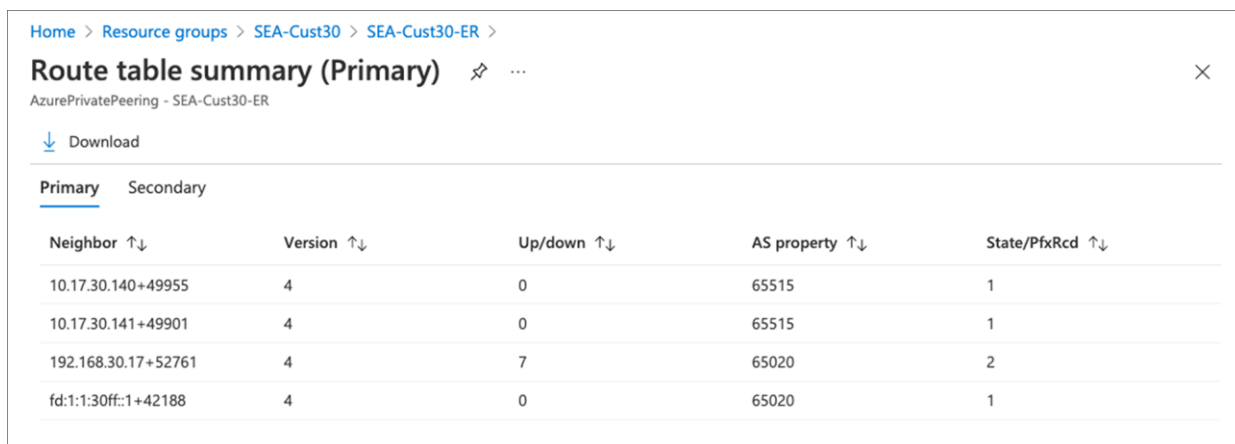 Home > Resource groups > SEA-Cust30 > SEA-Cust30-ER >
Route table summary (Primary) ...
AzurePrivatePeering - SEA-Cust30-ER
Download
Primary Secondary
Neighbor ↑↓ Version ↑↓ Up/down ↑↓ AS property ↑↓ State/PfxRcd ↑↓
10.17.30.140+49955 4 0 65515 1
10.17.30.141+49901 4 0 65515 1
192.168.30.17+52761 4 7 65020 2
fd:1:1:30ff::1+42188 4 0 65020 1